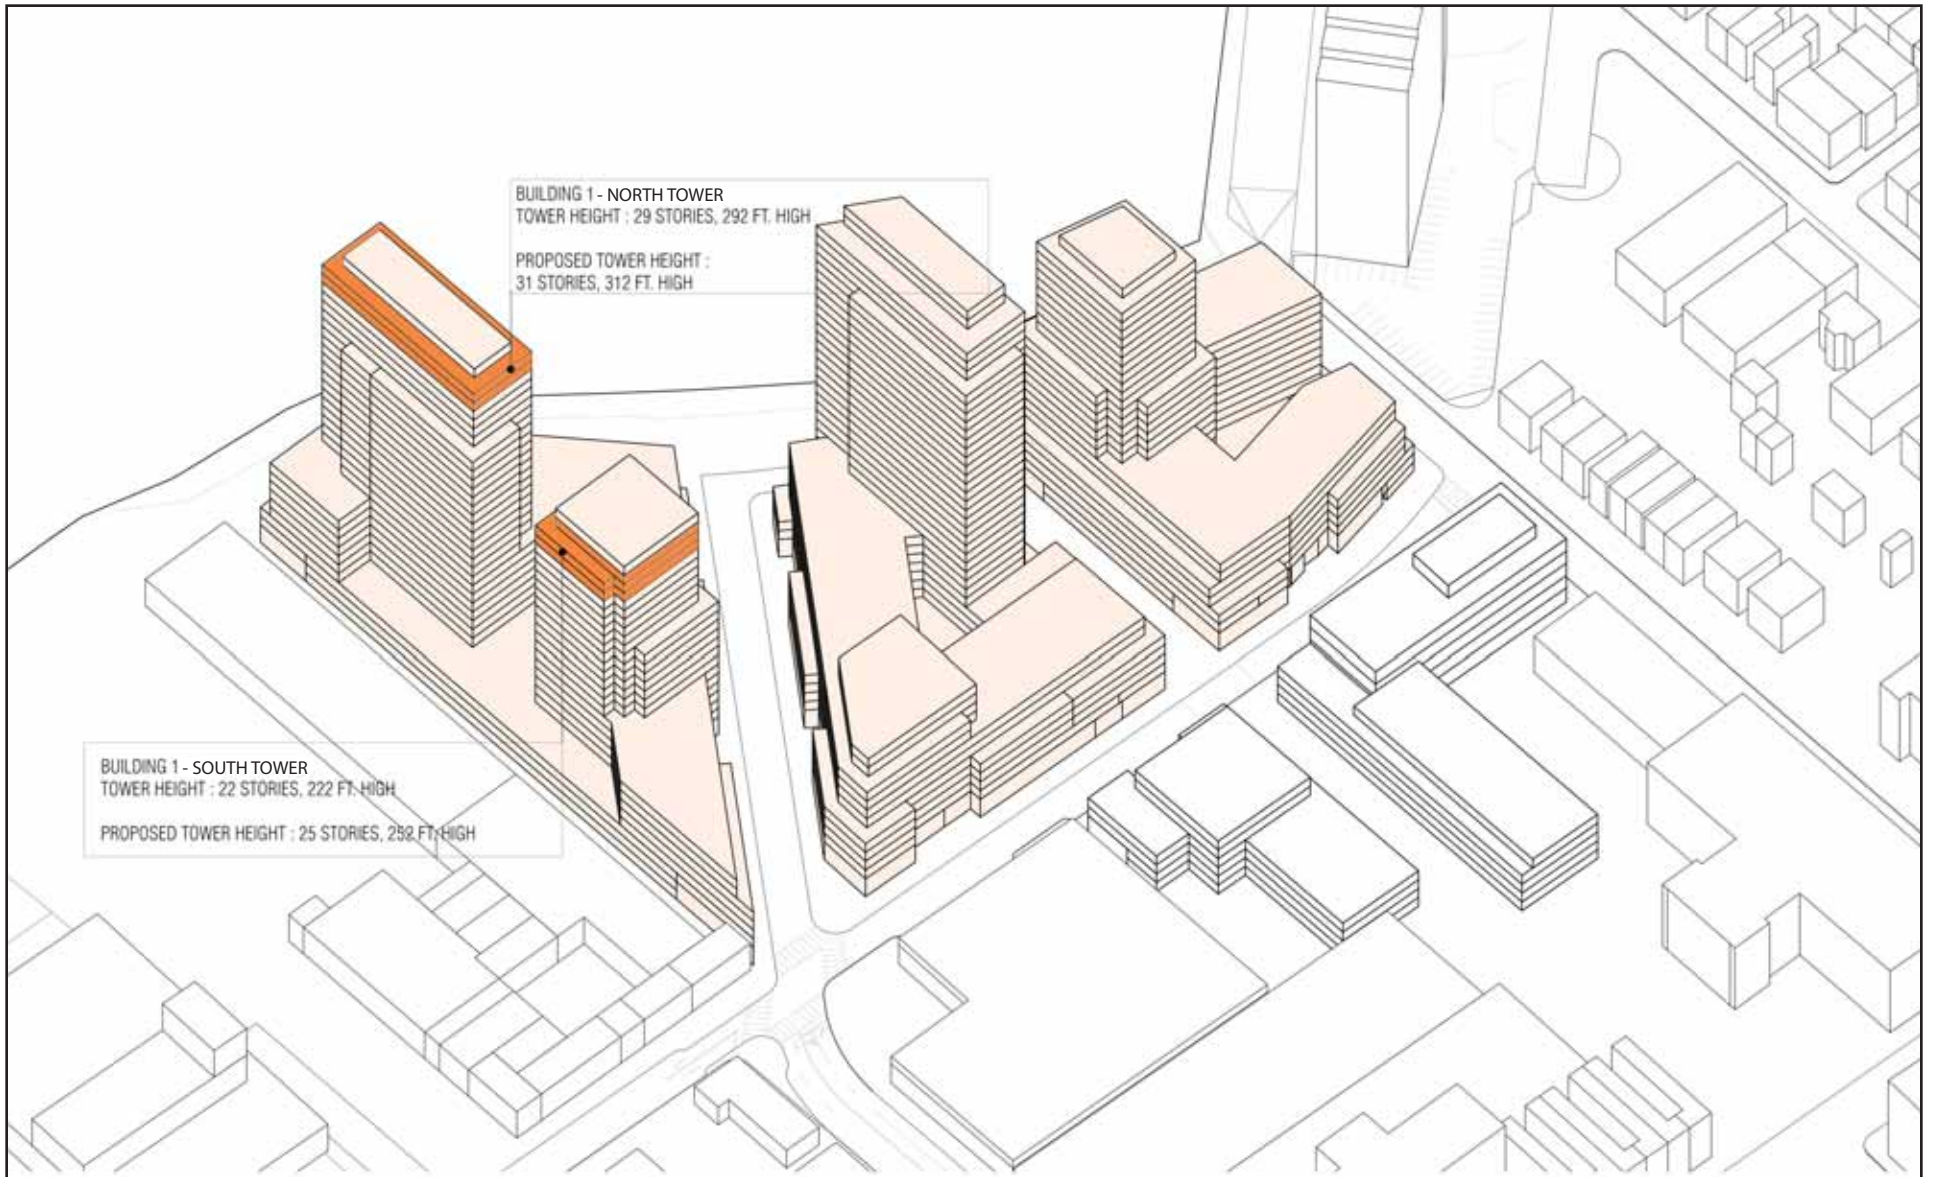 BUILDING 1 - NORTH TOWER
TOWER HEIGHT : 29 STORIES, 292 FT. HIGH
PROPOSED TOWER HEIGHT :
31 STORIES, 312 FT. HIGH
BUILDING 1 - SOUTH TOWER
TOWER HEIGHT : 22 STORIES, 222 FT. HIGH
PROPOSED TOWER HEIGHT : 25 STORIES, 252 FT. HIGH